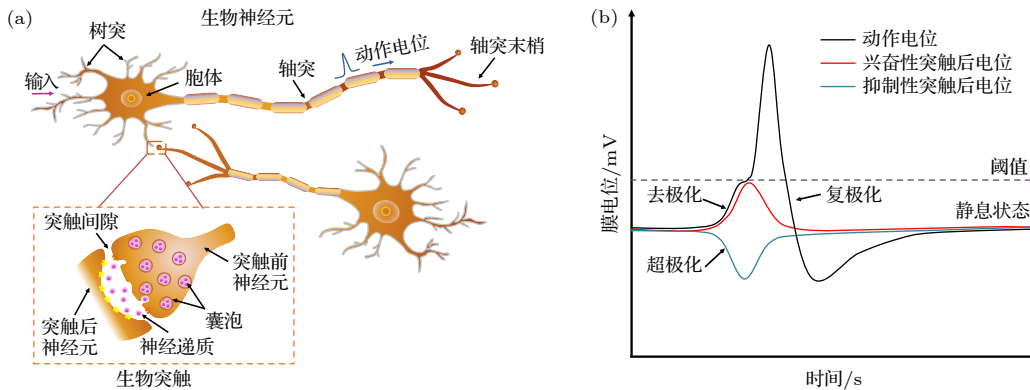 (a)
生物神经元
树突
输入
胞体
轴突
动作电位
轴突末梢
突触间隙
突触前
神经元
突触后
神经元
囊泡
神经递质
生物突触
(b)
动作电位
兴奋性突触后电位
抑制性突触后电位
膜电位/mV
阈值
去极化
复极化
静息状态
超极化
时间/s